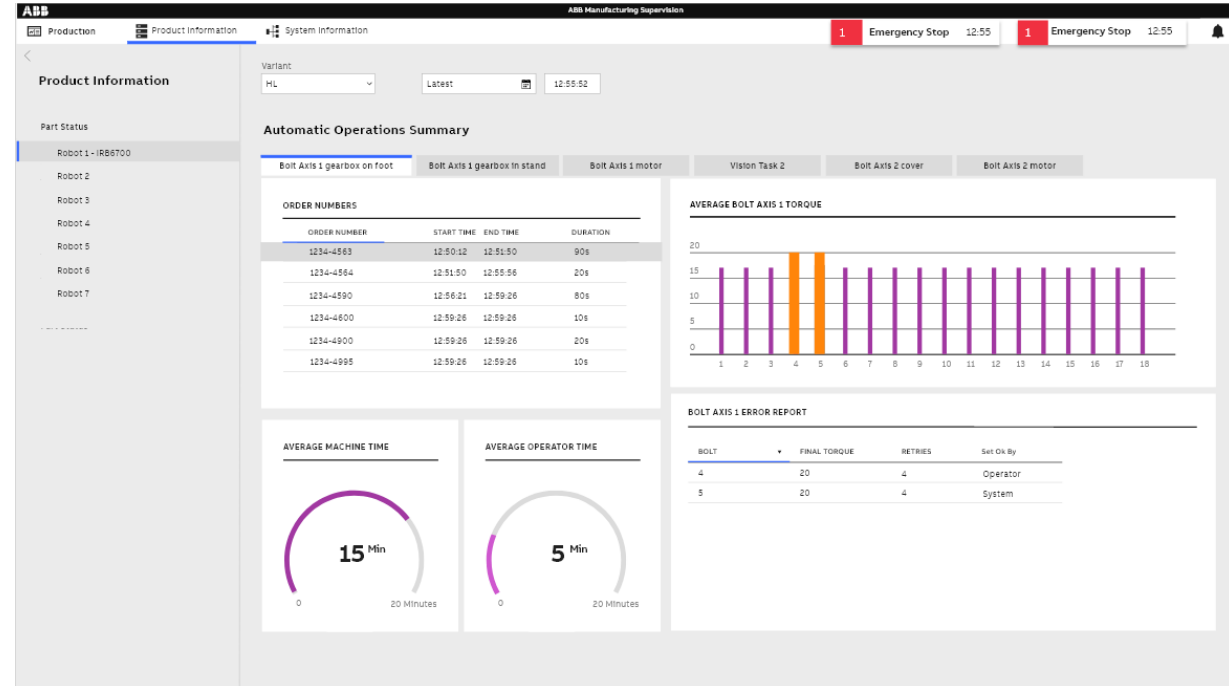 ABB
ABB Manufacturing Supervision
Production
Product Information
System Information
1 Emergency Stop 12:55
1 Emergency Stop 12:55
Product Information
Part Status
Robot 1 - IRB6700
Robot 2
Robot 3
Robot 4
Robot 5
Robot 6
Robot 7
Variant
HL
Latest
12:55:52
Automatic Operations Summary
Bolt Axis 1 gearbox on foot
Bolt Axis 1 gearbox in stand
Bolt Axis 1 motor
Vision Task 2
Bolt Axis 2 cover
Bolt Axis 2 motor
ORDER NUMBERS
ORDER NUMBER START TIME END TIME DURATION
1234-4563 12:50:12 12:51:50 90s
1234-4564 12:51:50 12:55:56 20s
1234-4590 12:56:21 12:59:26 80s
1234-4600 12:59:26 12:59:26 10s
1234-4900 12:59:26 12:59:26 20s
1234-4995 12:59:26 12:59:26 10s
AVERAGE BOLT AXIS 1 TORQUE
20
15
10
5
0
1 2 3 4 5 6 7 8 9 10 11 12 13 14 15 16 17 18
AVERAGE MACHINE TIME
15 Min
0 20 Minutes
AVERAGE OPERATOR TIME
5 Min
0 20 Minutes
BOLT AXIS 1 ERROR REPORT
BOLT FINAL TORQUE RETRIES Set Ok By
4 20 4 Operator
5 20 4 System